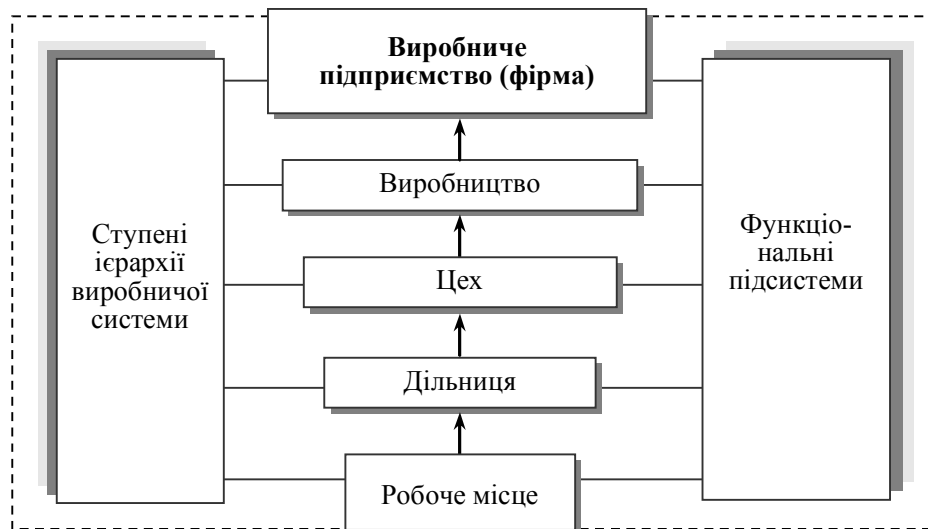 Виробниче
підприємство (фірма)
Виробництво
Ступені
ієрархії
виробничої
системи
Цех
Функціо-
нальні
підсистеми
Дільниця
Робоче місце